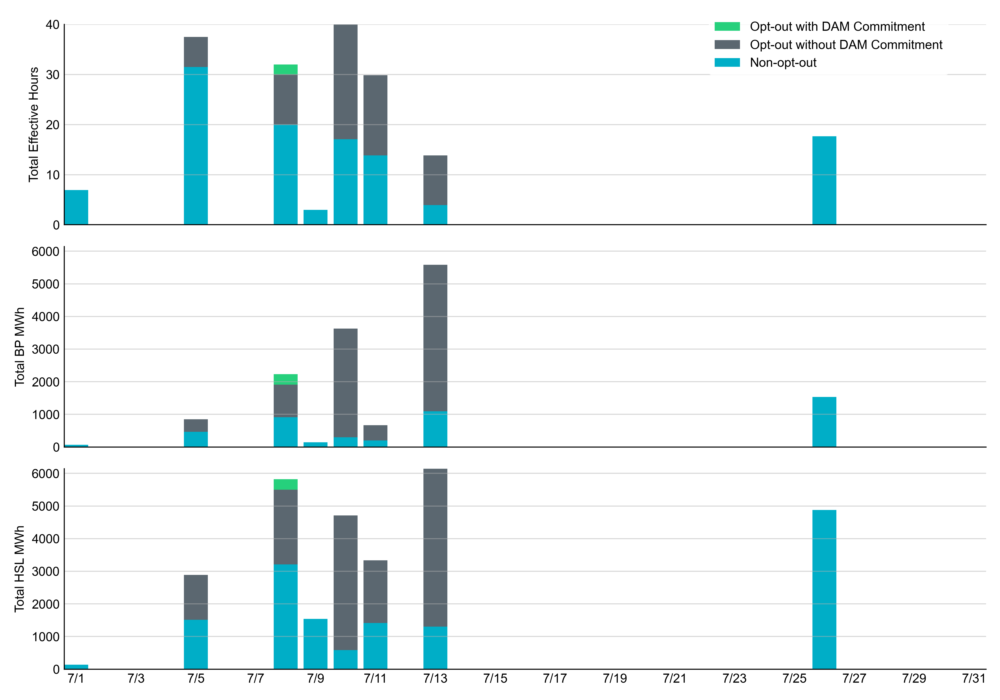 Opt-out with DAM Commitment
Opt-out without DAM Commitment
Non-opt-out
Total Effective Hours
40
30
20
10
0
Total BP MWh
6000
5000
4000
3000
2000
1000
0
Total HSL MWh
6000
5000
4000
3000
2000
1000
0
7/1 7/3 7/5 7/7 7/9 7/11 7/13 7/15 7/17 7/19 7/21 7/23 7/25 7/27 7/29 7/31